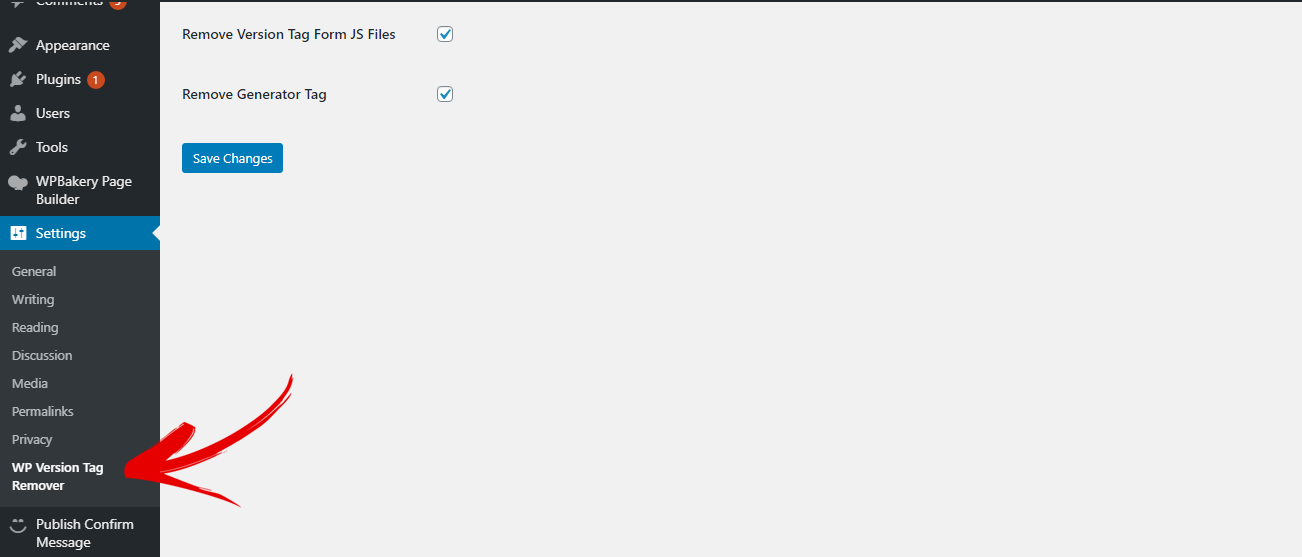 Comments 3
Appearance
Plugins 1
Users
Tools
WPBakery Page
Builder
Settings
General
Writing
Reading
Discussion
Media
Permalinks
Privacy
WP Version Tag
Remover
Publish Confirm
Message
Remove Version Tag Form JS Files
Remove Generator Tag
Save Changes